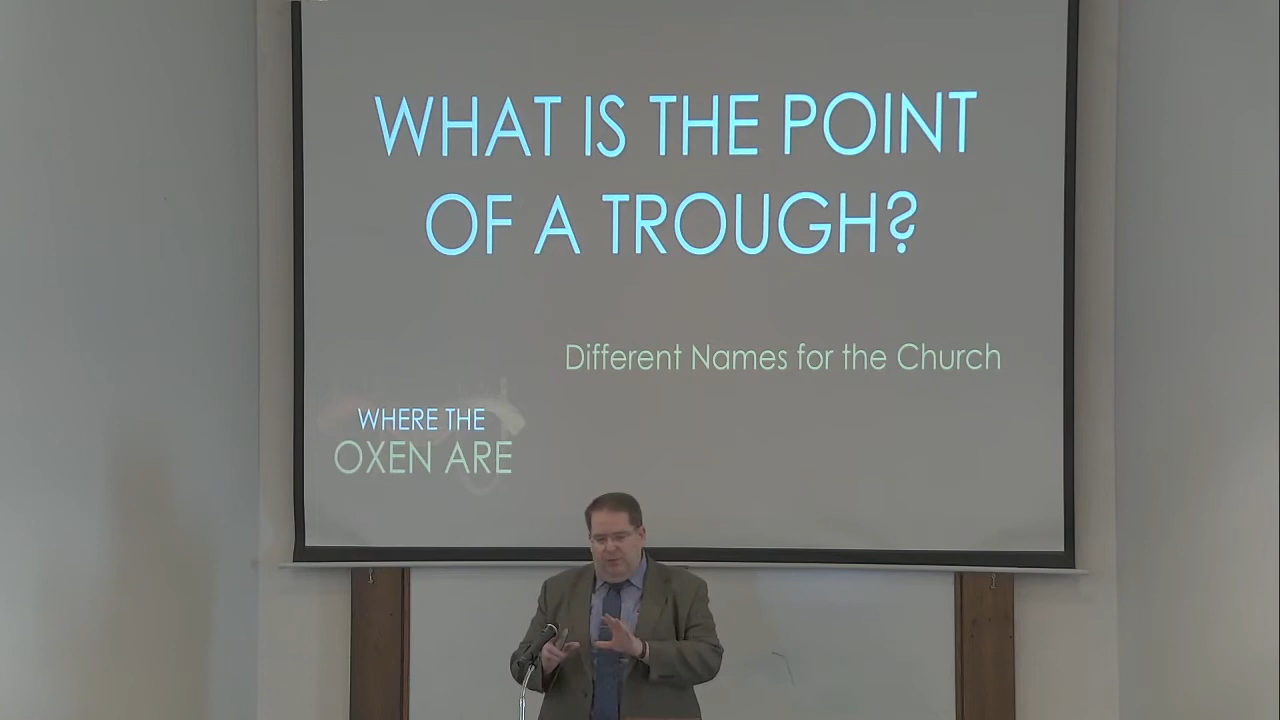 WHAT IS THE POINT
OF A TROUGH?
Different Names for the Church
WHERE THE
OXEN ARE